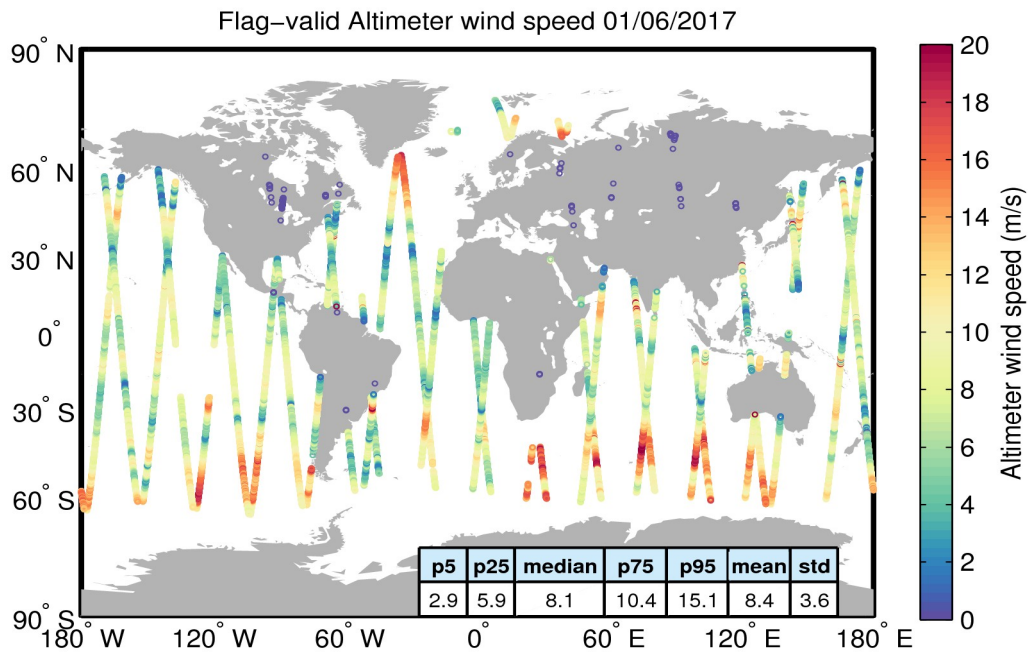 Flag-valid Altimeter wind speed 01/06/2017
90° N
60° N
30° N
0°
30° S
60° S
90° S
180° W
120° W
60° W
0°
60° E
120° E
180° E
p5 p25 median p75 p95 mean std
2.9 5.9 8.1 10.4 15.1 8.4 3.6
20
18
16
14
12
10
8
6
4
2
0
Altimeter wind speed (m/s)